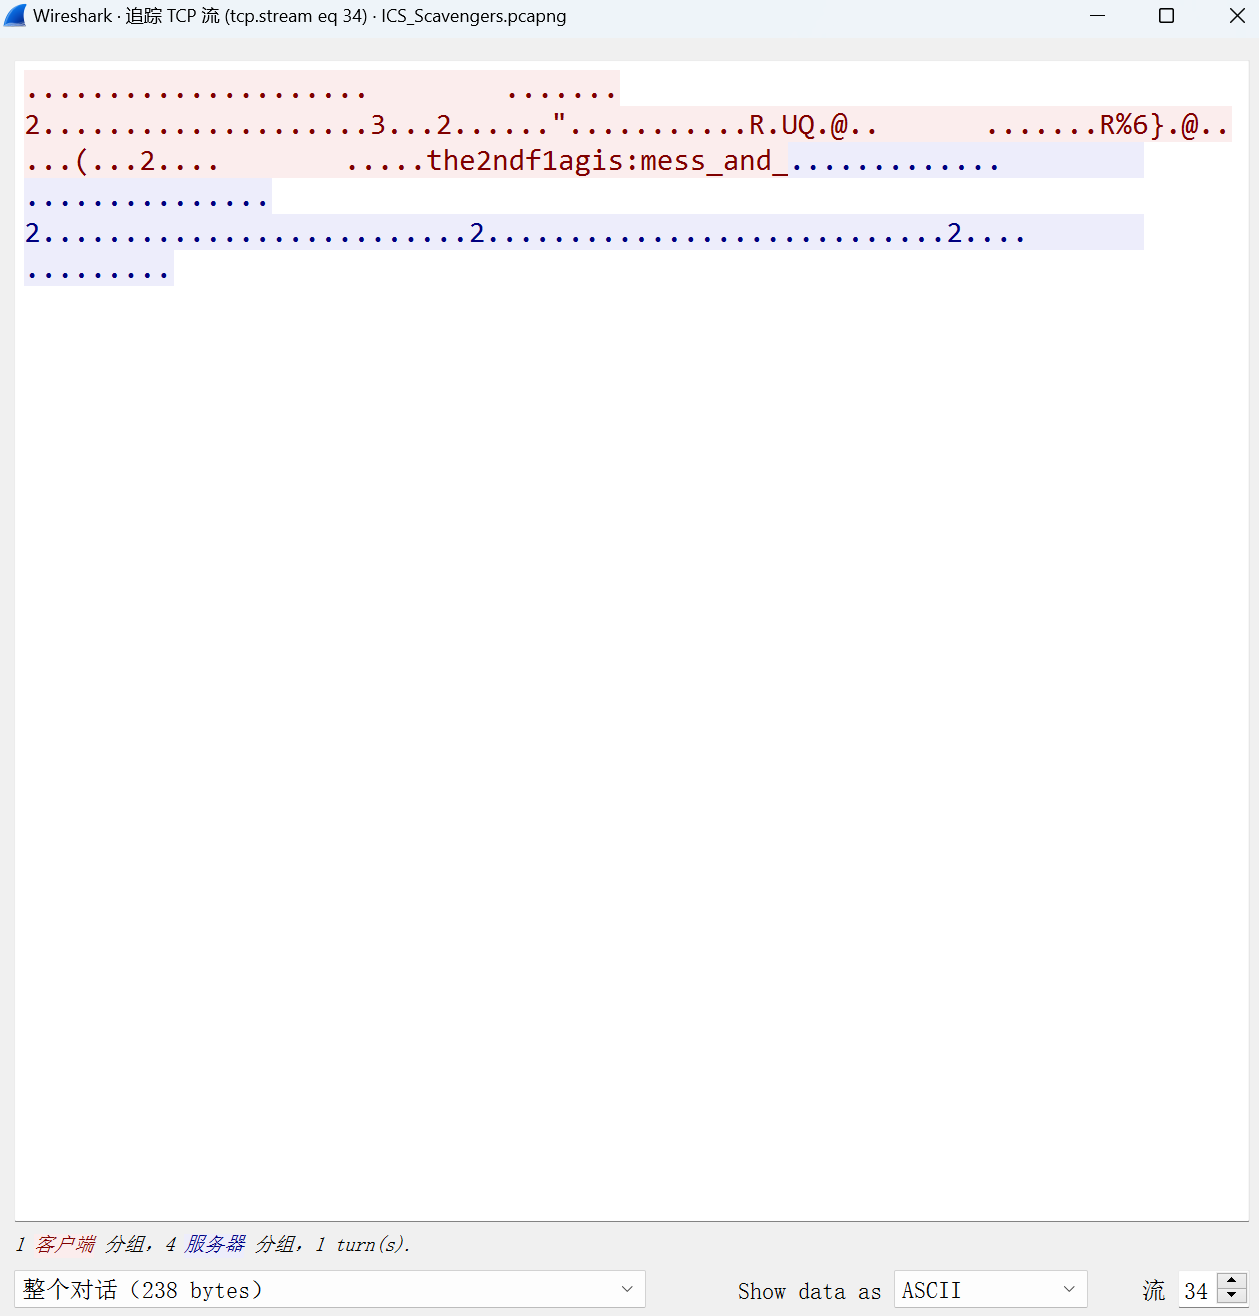 Wireshark · 追踪 TCP 流 (tcp.stream eq 34) · ICS_Scavengers.pcapng
..................... .......
2....................3...2......"...........R.UQ.@.. .......R%6}.@..
...(...2.... .....the2ndf1agis:mess_and_.............
...............
2..........................2............................2....
.........
1 客户端 分组，4 服务器 分组，1 turn(s).
整个对话（238 bytes） Show data as ASCII 流 34